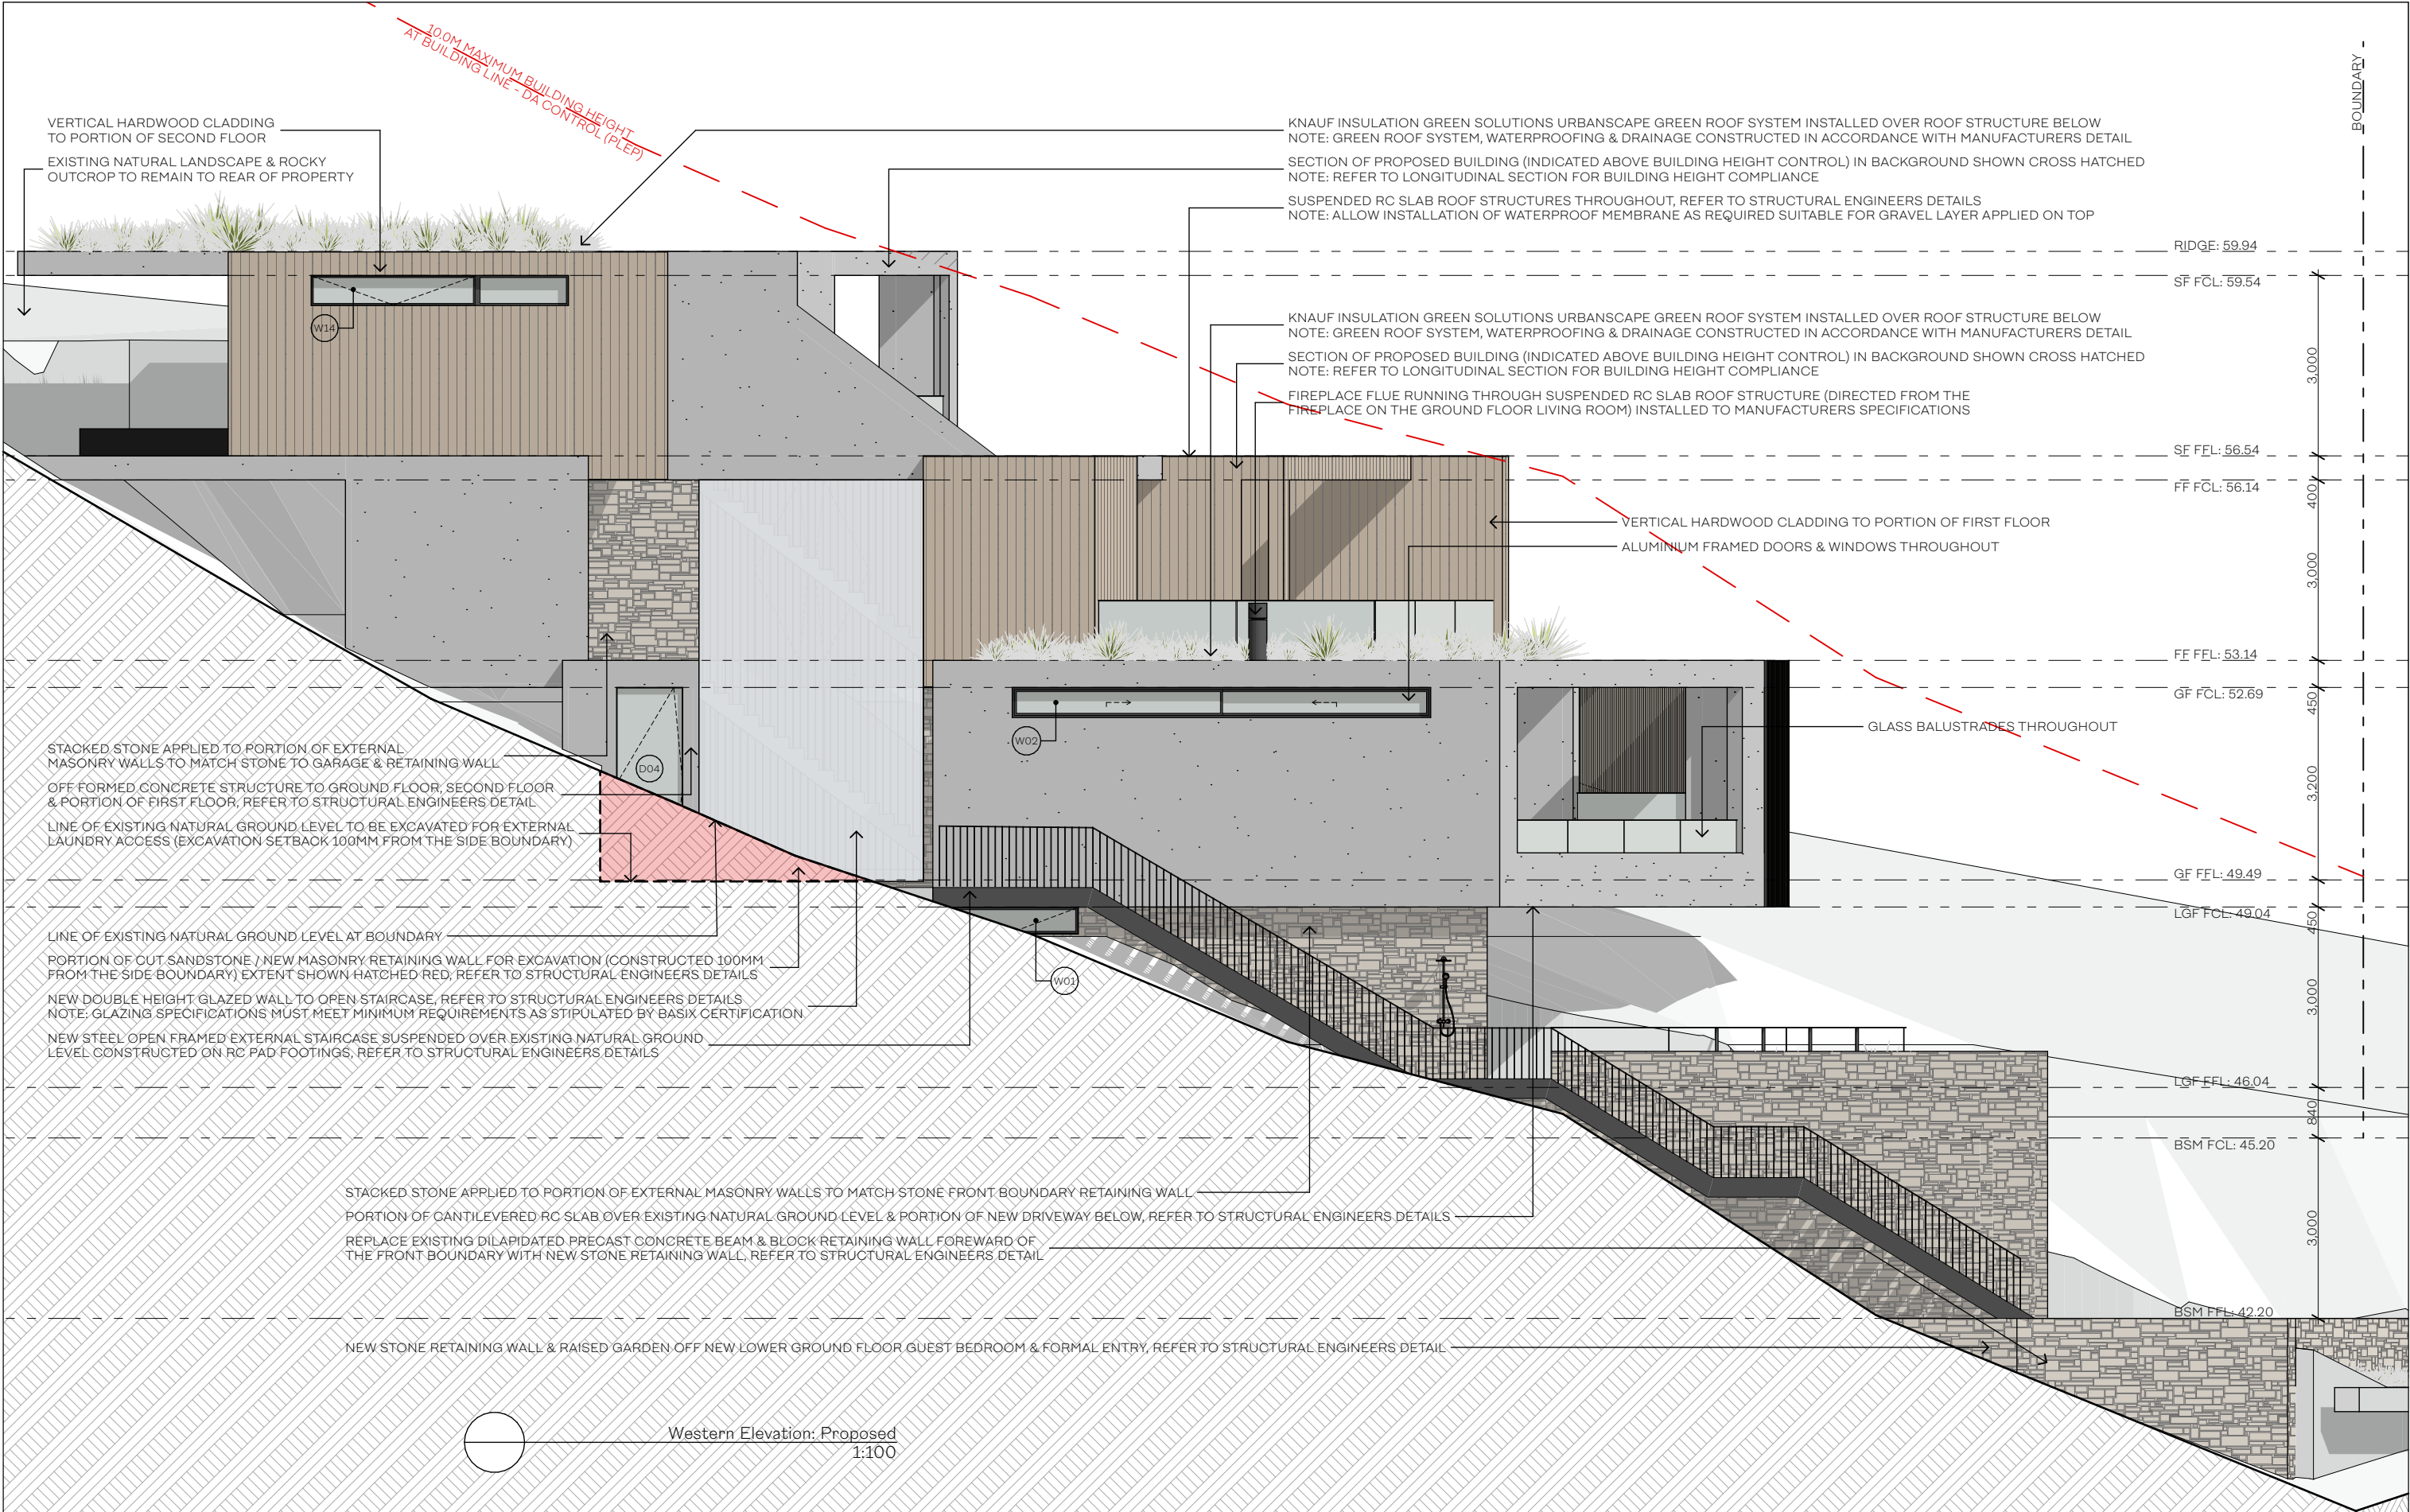 10.0M MAXIMUM BUILDING HEIGHT
AT BUILDING LINE - DA CONTROL (PLEP)
BOUNDARY
VERTICAL HARDWOOD CLADDING
TO PORTION OF SECOND FLOOR
EXISTING NATURAL LANDSCAPE & ROCKY
OUTCROP TO REMAIN TO REAR OF PROPERTY
KNAUF INSULATION GREEN SOLUTIONS URBANSCAPE GREEN ROOF SYSTEM INSTALLED OVER ROOF STRUCTURE BELOW
NOTE: GREEN ROOF SYSTEM, WATERPROOFING & DRAINAGE CONSTRUCTED IN ACCORDANCE WITH MANUFACTURERS DETAIL
SECTION OF PROPOSED BUILDING (INDICATED ABOVE BUILDING HEIGHT CONTROL) IN BACKGROUND SHOWN CROSS HATCHED
NOTE: REFER TO LONGITUDINAL SECTION FOR BUILDING HEIGHT COMPLIANCE
SUSPENDED RC SLAB ROOF STRUCTURES THROUGHOUT, REFER TO STRUCTURAL ENGINEERS DETAILS
NOTE: ALLOW INSTALLATION OF WATERPROOF MEMBRANE AS REQUIRED SUITABLE FOR GRAVEL LAYER APPLIED ON TOP
RIDGE: 59.94
SF FCL: 59.54
W14
KNAUF INSULATION GREEN SOLUTIONS URBANSCAPE GREEN ROOF SYSTEM INSTALLED OVER ROOF STRUCTURE BELOW
NOTE: GREEN ROOF SYSTEM, WATERPROOFING & DRAINAGE CONSTRUCTED IN ACCORDANCE WITH MANUFACTURERS DETAIL
SECTION OF PROPOSED BUILDING (INDICATED ABOVE BUILDING HEIGHT CONTROL) IN BACKGROUND SHOWN CROSS HATCHED
NOTE: REFER TO LONGITUDINAL SECTION FOR BUILDING HEIGHT COMPLIANCE
3,000
FIREPLACE FLUE RUNNING THROUGH SUSPENDED RC SLAB ROOF STRUCTURE (DIRECTED FROM THE
FIREPLACE ON THE GROUND FLOOR LIVING ROOM) INSTALLED TO MANUFACTURERS SPECIFICATIONS
SF FFL: 56.54
FF FCL: 56.14
400
VERTICAL HARDWOOD CLADDING TO PORTION OF FIRST FLOOR
ALUMINIUM FRAMED DOORS & WINDOWS THROUGHOUT
3,000
FF FFL: 53.14
GF FCL: 52.69
450
GLASS BALUSTRADES THROUGHOUT
W02
D04
STACKED STONE APPLIED TO PORTION OF EXTERNAL
MASONRY WALLS TO MATCH STONE TO GARAGE & RETAINING WALL
OFF FORMED CONCRETE STRUCTURE TO GROUND FLOOR, SECOND FLOOR
& PORTION OF FIRST FLOOR, REFER TO STRUCTURAL ENGINEERS DETAIL
3,200
LINE OF EXISTING NATURAL GROUND LEVEL TO BE EXCAVATED FOR EXTERNAL
LAUNDRY ACCESS (EXCAVATION SETBACK 100MM FROM THE SIDE BOUNDARY)
GF FFL: 49.49
LGF FCL: 49.04
450
LINE OF EXISTING NATURAL GROUND LEVEL AT BOUNDARY
PORTION OF CUT SANDSTONE / NEW MASONRY RETAINING WALL FOR EXCAVATION (CONSTRUCTED 100MM
FROM THE SIDE BOUNDARY) EXTENT SHOWN HATCHED RED, REFER TO STRUCTURAL ENGINEERS DETAILS
W01
NEW DOUBLE HEIGHT GLAZED WALL TO OPEN STAIRCASE, REFER TO STRUCTURAL ENGINEERS DETAILS
NOTE: GLAZING SPECIFICATIONS MUST MEET MINIMUM REQUIREMENTS AS STIPULATED BY BASIX CERTIFICATION
3,000
NEW STEEL OPEN FRAMED EXTERNAL STAIRCASE SUSPENDED OVER EXISTING NATURAL GROUND
LEVEL CONSTRUCTED ON RC PAD FOOTINGS, REFER TO STRUCTURAL ENGINEERS DETAILS
LGF FFL: 46.04
840
BSM FCL: 45.20
STACKED STONE APPLIED TO PORTION OF EXTERNAL MASONRY WALLS TO MATCH STONE FRONT BOUNDARY RETAINING WALL
PORTION OF CANTILEVERED RC SLAB OVER EXISTING NATURAL GROUND LEVEL & PORTION OF NEW DRIVEWAY BELOW, REFER TO STRUCTURAL ENGINEERS DETAILS
3,000
REPLACE EXISTING DILAPIDATED PRECAST CONCRETE BEAM & BLOCK RETAINING WALL FOREWARD OF
THE FRONT BOUNDARY WITH NEW STONE RETAINING WALL, REFER TO STRUCTURAL ENGINEERS DETAIL
BSM FFL: 42.20
NEW STONE RETAINING WALL & RAISED GARDEN OFF NEW LOWER GROUND FLOOR GUEST BEDROOM & FORMAL ENTRY, REFER TO STRUCTURAL ENGINEERS DETAIL
Western Elevation: Proposed
1:100